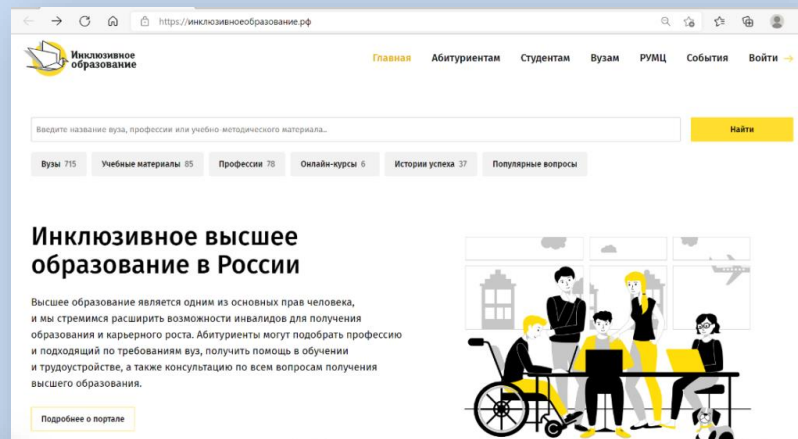 https://инклюзивноеобразование.рф
Инклюзивное
образование
Главная Абитуриентам Студентам Вузам РУМЦ События Войти →
Введите название вуза, профессии или учебно-методического материала..
Найти
Вузы 715 Учебные материалы 85 Профессии 78 Онлайн-курсы 6 Истории успеха 37 Популярные вопросы
Инклюзивное высшее
образование в России
Высшее образование является одним из основных прав человека,
и мы стремимся расширить возможности инвалидов для получения
образования и карьерного роста. Абитуриенты могут подобрать профессию
и подходящий по требованиям вуз, получить помощь в обучении
и трудоустройстве, а также консультацию по всем вопросам получения
высшего образования.
Подробнее о портале